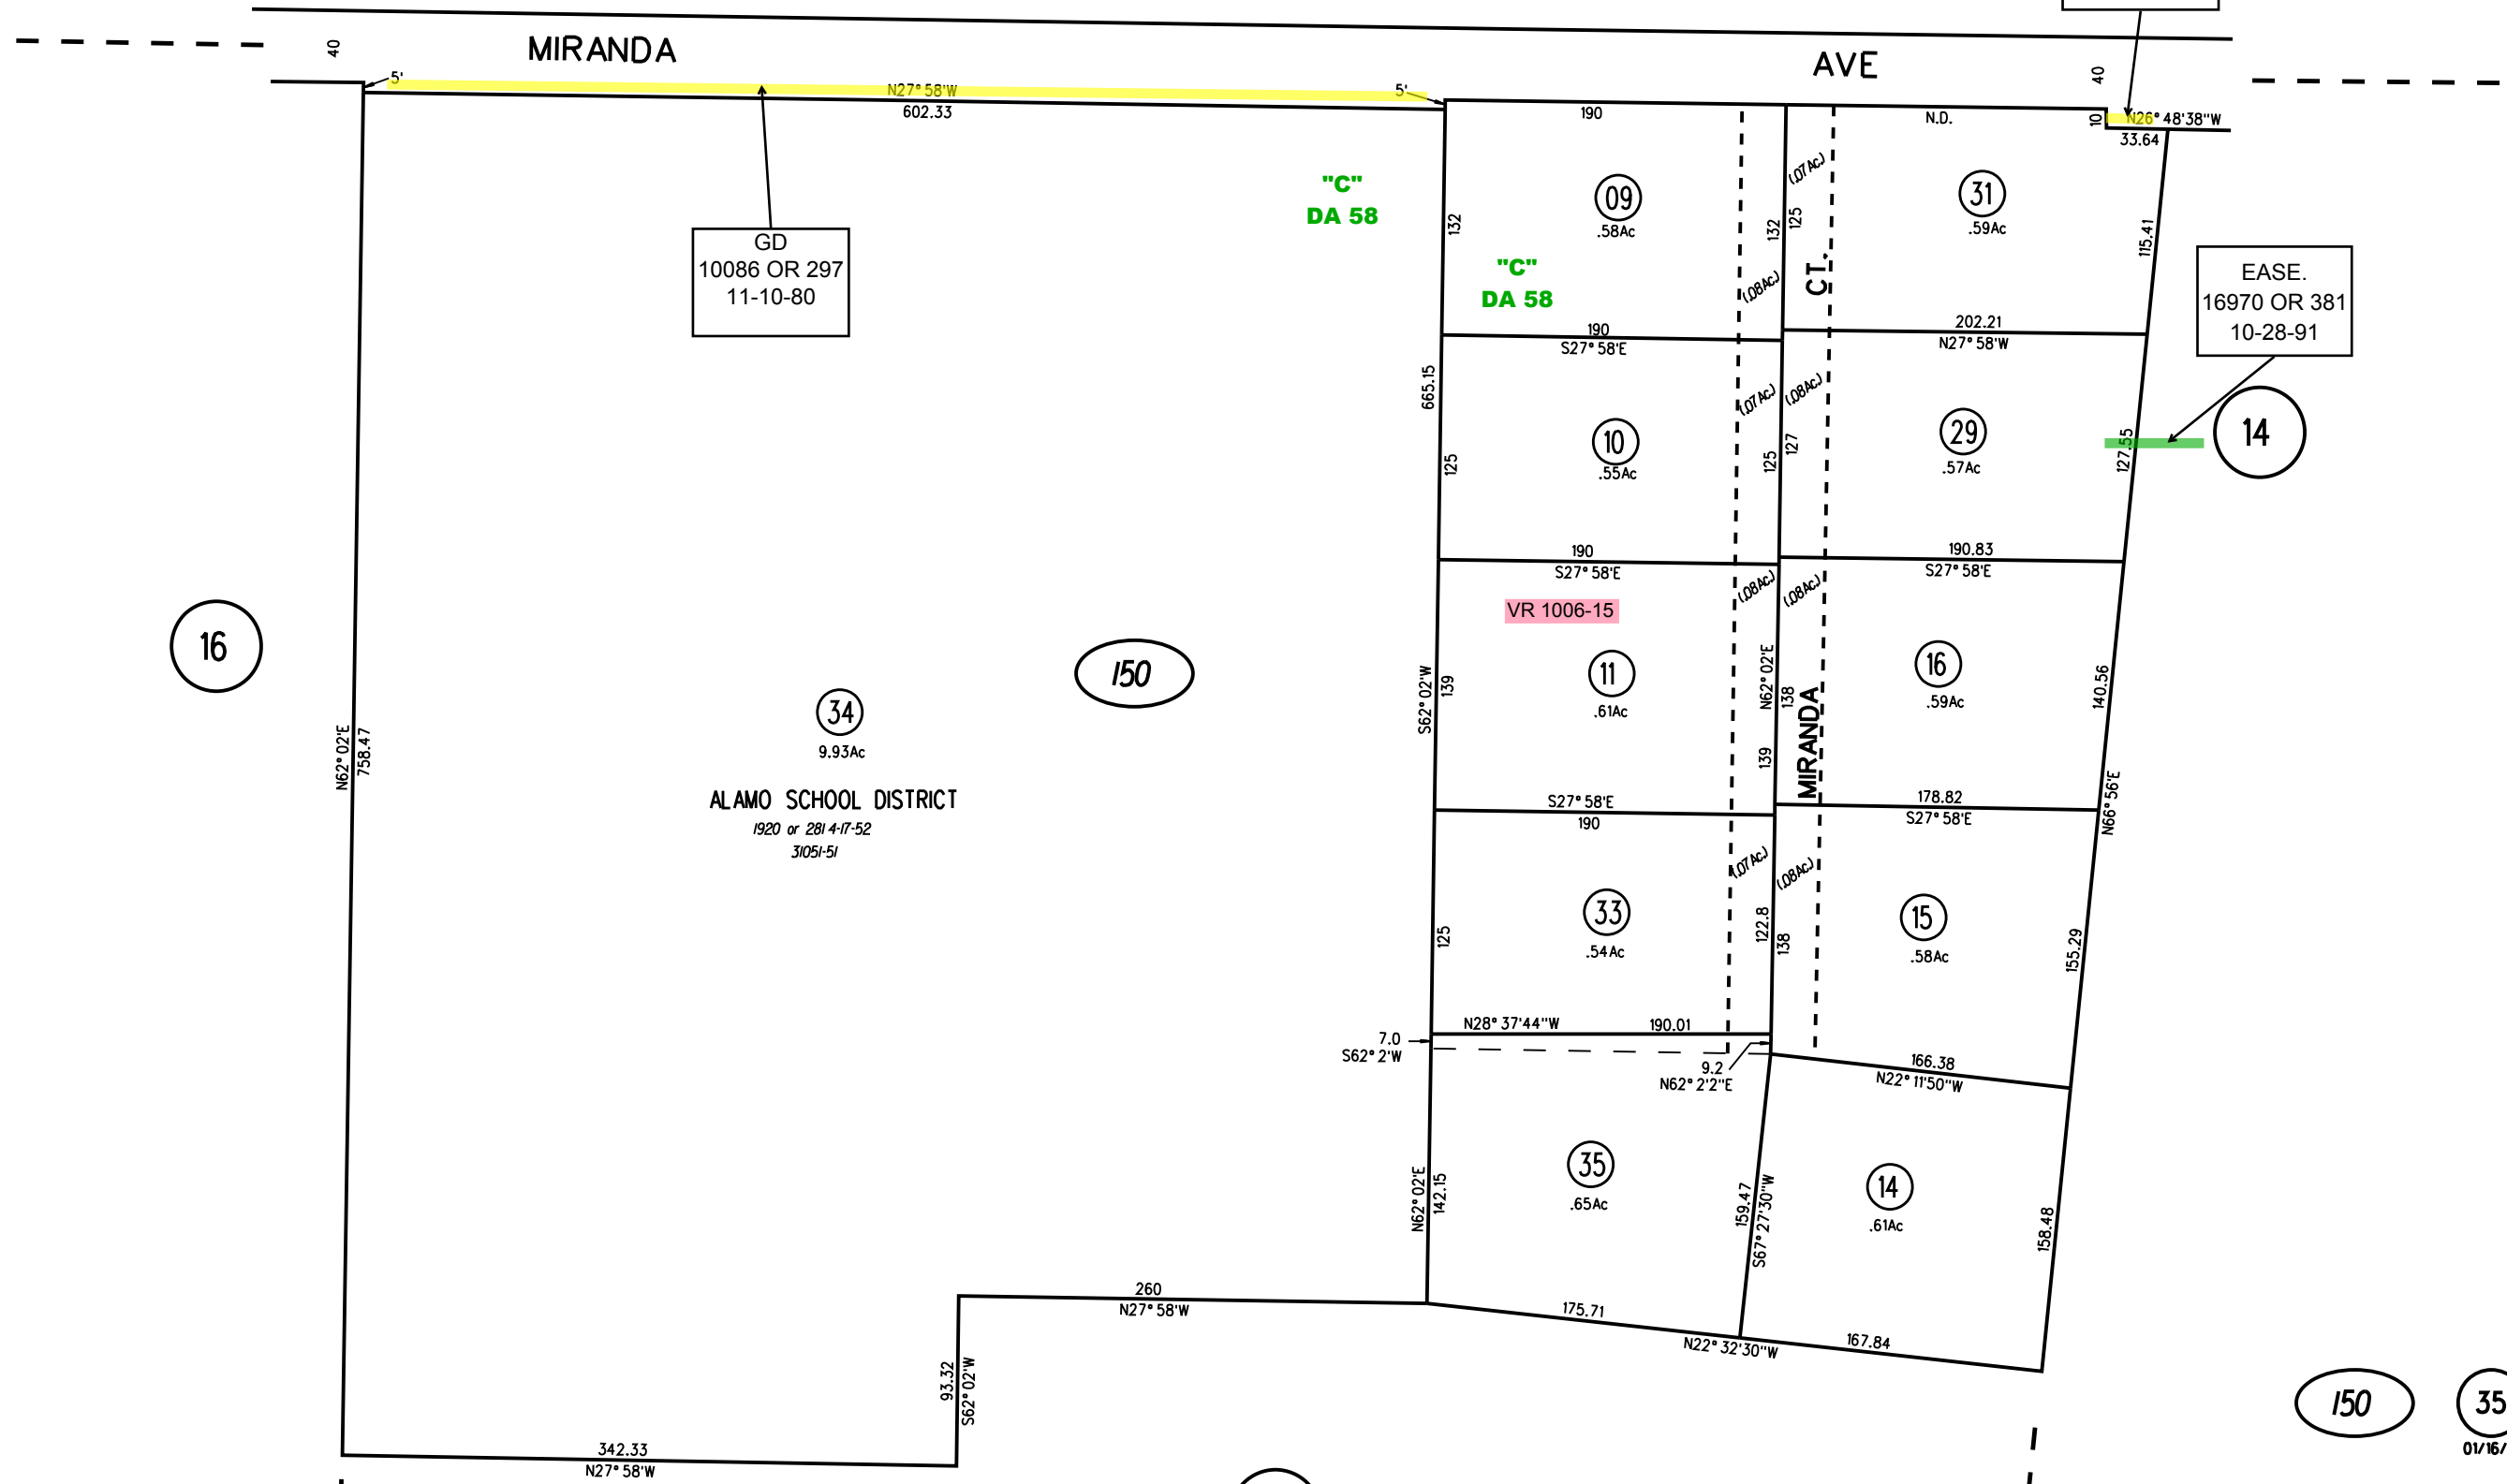 MIRANDA
AVE
40
40
5'
N27° 58'W
602.33
5'
190
N.D.
10
N26° 48'38"W
33.64
"C"
DA 58
"C"
DA 58
GD
10086 OR 297
11-10-80
09
.58Ac
132
132
125
(.07Ac.)
(.08Ac.)
CT.
31
.59Ac
115.41
EASE.
16970 OR 381
10-28-91
190
S27° 58'E
202.21
N27° 58'W
665.15
10
.55Ac
125
125
127
(.07Ac.)
(.08Ac.)
29
.57Ac
127.55
14
190
S27° 58'E
190.83
S27° 58'E
VR 1006-15
(.08Ac.)
(.08Ac.)
16
150
11
.61Ac
S62° 02'W
139
N62° 02'E
138
139
MIRANDA
16
.59Ac
140.56
34
9.93Ac
N62° 02'E
758.47
ALAMO SCHOOL DISTRICT
1920 or 281 4-17-52
31051-51
S27° 58'E
190
178.82
S27° 58'E
N66° 56'E
(.07Ac.)
(.08Ac.)
33
.54Ac
125
122.8
138
15
.58Ac
155.29
N28° 37'44"W
190.01
7.0
S62° 2'W
9.2
N62° 2'2"E
166.38
N22° 11'50"W
35
.65Ac
N62° 02'E
142.15
159.47
S67° 27'30"W
14
.61Ac
158.48
260
N27° 58'W
175.71
N22° 32'30"W
167.84
93.32
S62° 02'W
342.33
N27° 58'W
150
35
01/16/